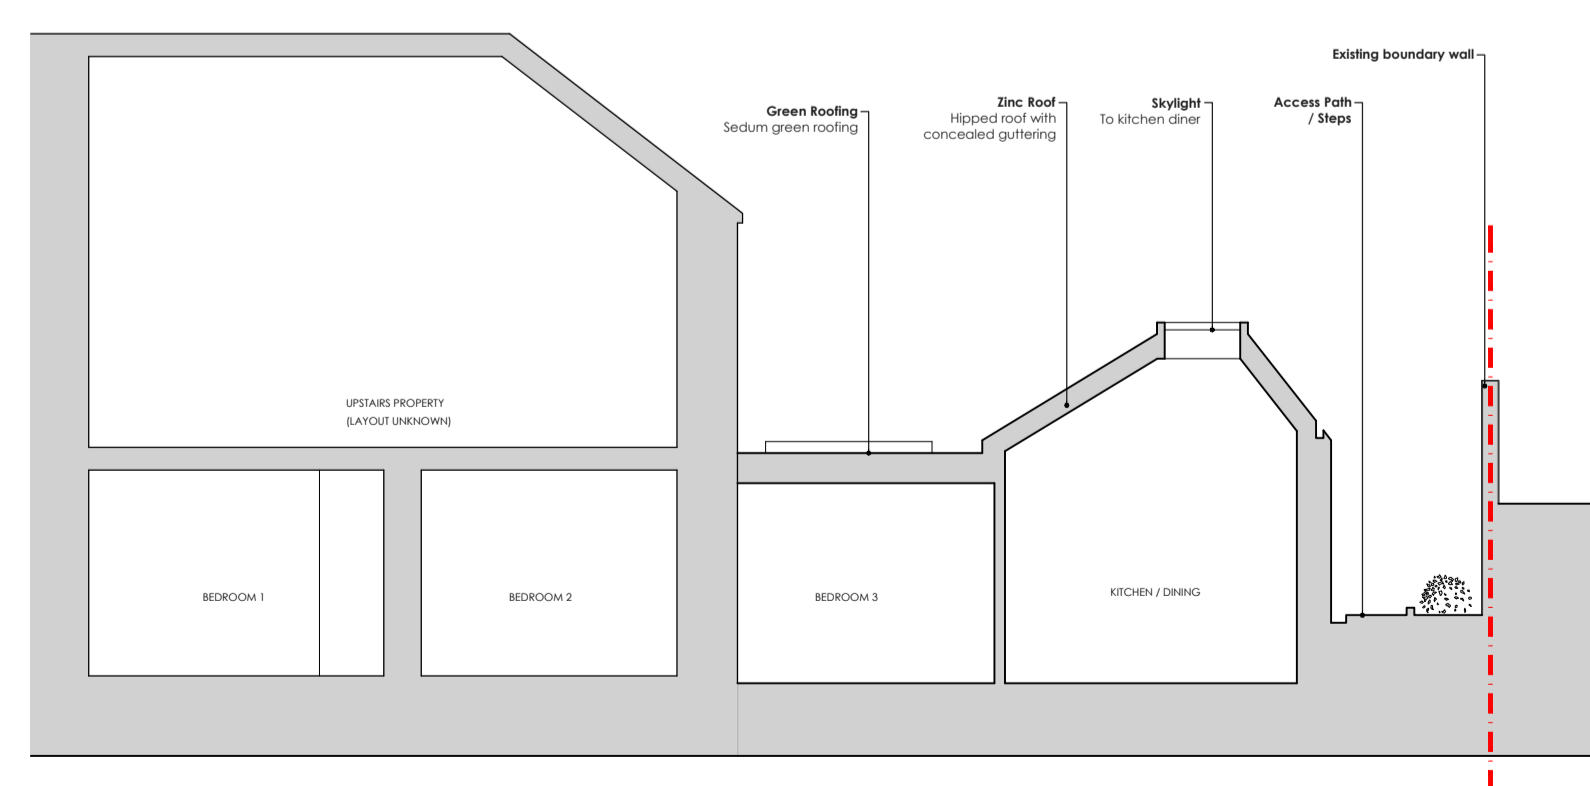 Existing boundary wall
Green Roofing
Sedum green roofing
Zinc Roof
Hipped roof with
concealed guttering
Skylight
To kitchen diner
Access Path
/ Steps
UPSTAIRS PROPERTY
(LAYOUT UNKNOWN)
BEDROOM 1
BEDROOM 2
BEDROOM 3
KITCHEN / DINING